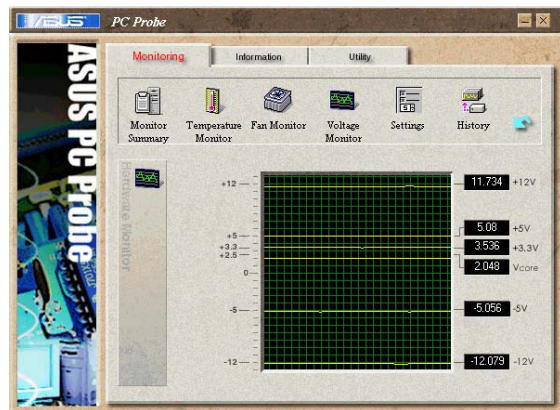 ASUS PC Probe
Monitoring Information Utility
Monitor Summary
Temperature Monitor
Fan Monitor
Voltage Monitor
Settings
History
ASUS PC Probe
Hardware Monitor
+12 11.734 +12V
+5 5.08 +5V
+3.3 3.536 +3.3V
+2.5 2.048 Vcore
0
-5 -5.056 -5V
-12 -12.079 -12V